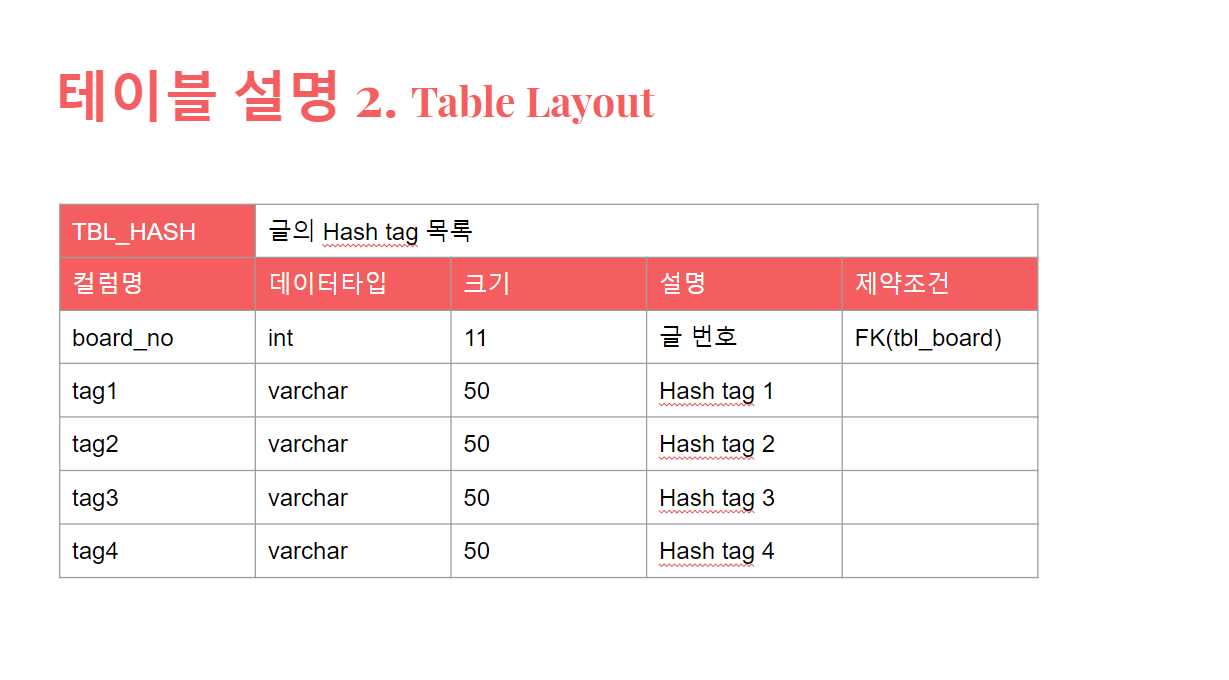 테이블 설명 2. Table Layout
TBL_HASH 글의 Hash tag 목록
컬럼명 데이터타입 크기 설명 제약조건
board_no int 11 글 번호 FK(tbl_board)
tag1 varchar 50 Hash tag 1
tag2 varchar 50 Hash tag 2
tag3 varchar 50 Hash tag 3
tag4 varchar 50 Hash tag 4